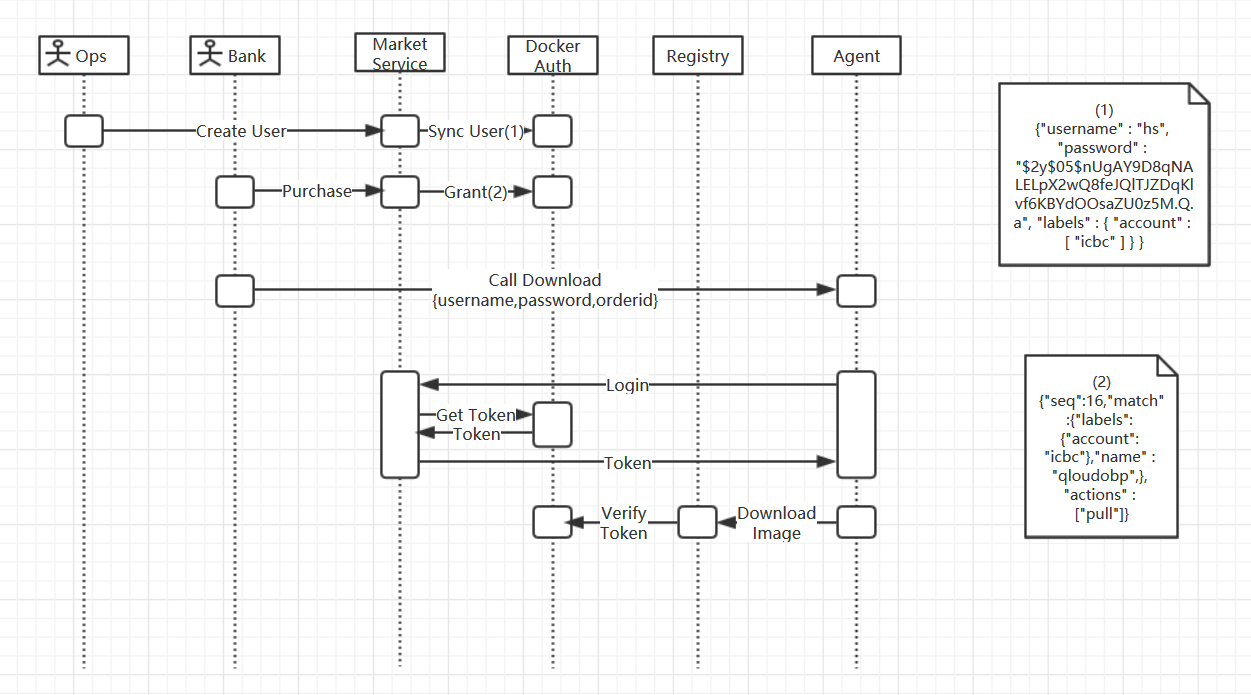 Ops
Bank
Market
Service
Docker
Auth
Registry
Agent
Create User
Sync User(1)
Purchase
Grant(2)
Call Download
{username,password,orderid}
Login
Get Token
Token
Token
Verify
Token
Download
Image
(1)
{"username" : "hs",
"password" :
"$2y$05$nUgAY9D8qNA
LELpX2wQ8feJQlTJZDqKl
vf6KBYdOOsaZU0z5M.Q.
a", "labels" : { "account" :
[ "icbc" ] } }
(2)
{"seq":16,"match"
:{"labels":
{"account":
"icbc"},"name" :
"qloudobp",},
"actions" :
["pull"]}